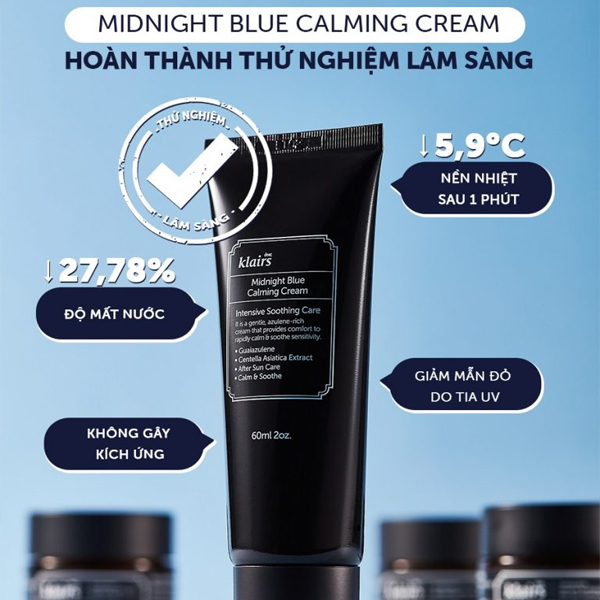 MIDNIGHT BLUE CALMING CREAM
HOÀN THÀNH THỬ NGHIỆM LÂM SÀNG
THỬ NGHIỆM
LÂM SÀNG
↓5,9°C
NỀN NHIỆT
SAU 1 PHÚT
↓27,78%
ĐỘ MẤT NƯỚC
klairs
Midnight Blue
Calming Cream
Intensive Soothing Care
It is a gentle, azulene-rich
cream that provides comfort to
rapidly calm & soothe sensitivity.
• Guaiazulene
• Centella Asiatica Extract
• After Sun Care
• Calm & Soothe
60ml 2oz.
GIẢM MẨN ĐỎ
DO TIA UV
KHÔNG GÂY
KÍCH ỨNG
klairs
klairs